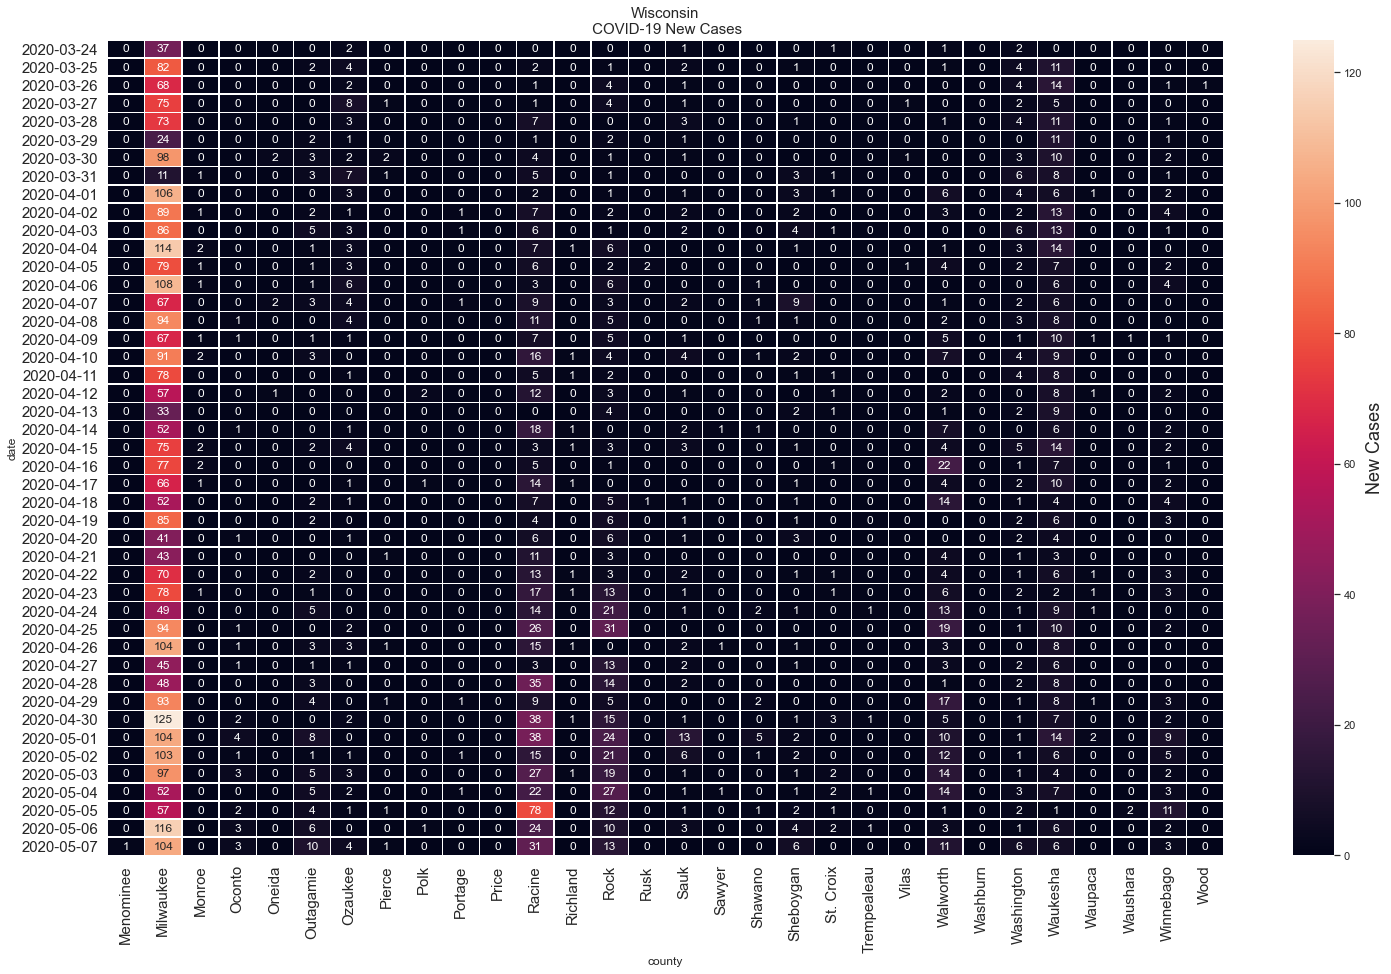 Wisconsin
COVID-19 New Cases
2020-03-24 0 37 0 0 0 0 2 0 0 0 0 0 0 0 0 1 0 0 0 1 0 0 1 0 2 0 0 0 0 0
2020-03-25 0 82 0 0 0 2 4 0 0 0 0 2 0 1 0 2 0 0 1 0 0 0 1 0 4 11 0 0 0 0
2020-03-26 0 68 0 0 0 0 2 0 0 0 0 1 0 4 0 1 0 0 0 0 0 0 0 0 4 14 0 0 1 1
2020-03-27 0 75 0 0 0 0 8 1 0 0 0 1 0 4 0 1 0 0 0 0 0 1 0 0 2 5 0 0 0 0
2020-03-28 0 73 0 0 0 0 3 0 0 0 0 7 0 0 0 3 0 0 1 0 0 0 1 0 4 11 0 0 1 0
2020-03-29 0 24 0 0 0 2 1 0 0 0 0 1 0 2 0 1 0 0 0 0 0 0 0 0 0 11 0 0 1 0
2020-03-30 0 98 0 0 2 3 2 2 0 0 0 4 0 1 0 1 0 0 0 0 0 1 0 0 3 10 0 0 2 0
2020-03-31 0 11 1 0 0 3 7 1 0 0 0 5 0 1 0 0 0 0 3 1 0 0 0 0 6 8 0 0 1 0
2020-04-01 0 106 0 0 0 0 3 0 0 0 0 2 0 1 0 1 0 0 3 1 0 0 6 0 4 6 1 0 2 0
2020-04-02 0 89 1 0 0 2 1 0 0 1 0 7 0 2 0 2 0 0 2 0 0 0 3 0 2 13 0 0 4 0
2020-04-03 0 86 0 0 0 5 3 0 0 1 0 6 0 1 0 2 0 0 4 1 0 0 0 0 6 13 0 0 1 0
2020-04-04 0 114 2 0 0 1 3 0 0 0 0 7 1 6 0 0 0 0 1 0 0 0 1 0 3 14 0 0 0 0
2020-04-05 0 79 1 0 0 1 3 0 0 0 0 6 0 2 2 0 0 0 0 0 0 1 4 0 2 7 0 0 2 0
2020-04-06 0 108 1 0 0 1 6 0 0 0 0 3 0 6 0 0 0 1 0 0 0 0 0 0 0 6 0 0 4 0
2020-04-07 0 67 0 0 2 3 4 0 0 1 0 9 0 3 0 2 0 1 9 0 0 0 1 0 2 6 0 0 0 0
2020-04-08 0 94 0 1 0 0 4 0 0 0 0 11 0 5 0 0 0 1 1 0 0 0 2 0 3 8 0 0 0 0
2020-04-09 0 67 1 1 0 1 1 0 0 0 0 7 0 5 0 1 0 0 0 0 0 0 5 0 1 10 1 1 1 0
2020-04-10 0 91 2 0 0 3 0 0 0 0 0 16 1 4 0 4 0 1 2 0 0 0 7 0 4 9 0 0 0 0
2020-04-11 0 78 0 0 0 0 1 0 0 0 0 5 1 2 0 0 0 0 1 1 0 0 0 0 4 8 0 0 0 0
2020-04-12 0 57 0 0 1 0 0 0 2 0 0 12 0 3 0 1 0 0 0 1 0 0 2 0 0 8 1 0 2 0
2020-04-13 0 33 0 0 0 0 0 0 0 0 0 0 0 4 0 0 0 0 2 1 0 0 1 0 2 9 0 0 0 0
2020-04-14 0 52 0 1 0 0 1 0 0 0 0 18 1 0 0 2 1 1 0 0 0 0 7 0 0 6 0 0 2 0
2020-04-15 0 75 2 0 0 2 4 0 0 0 0 3 1 3 0 3 0 0 1 0 0 0 4 0 5 14 0 0 2 0
2020-04-16 0 77 2 0 0 0 0 0 0 0 0 5 0 1 0 0 0 0 0 1 0 0 22 0 1 7 0 0 1 0
2020-04-17 0 66 1 0 0 0 1 0 1 0 0 14 1 0 0 0 0 0 1 0 0 0 4 0 2 10 0 0 2 0
2020-04-18 0 52 0 0 0 2 1 0 0 0 0 7 0 5 1 1 0 0 1 0 0 0 14 0 1 4 0 0 4 0
2020-04-19 0 85 0 0 0 2 0 0 0 0 0 4 0 6 0 1 0 0 1 0 0 0 0 0 2 6 0 0 3 0
2020-04-20 0 41 0 1 0 0 1 0 0 0 0 6 0 6 0 1 0 0 3 0 0 0 0 0 2 4 0 0 0 0
2020-04-21 0 43 0 0 0 0 0 1 0 0 0 11 0 3 0 0 0 0 0 0 0 0 4 0 1 3 0 0 0 0
2020-04-22 0 70 0 0 0 2 0 0 0 0 0 13 1 3 0 2 0 0 1 1 0 0 4 0 1 6 1 0 3 0
2020-04-23 0 78 1 0 0 1 0 0 0 0 0 17 1 13 0 1 0 0 0 1 0 0 6 0 2 2 1 0 3 0
2020-04-24 0 49 0 0 0 5 0 0 0 0 0 14 0 21 0 1 0 2 1 0 1 0 13 0 1 9 1 0 0 0
2020-04-25 0 94 0 1 0 0 2 0 0 0 0 26 0 31 0 0 0 0 0 0 0 0 19 0 1 10 0 0 2 0
2020-04-26 0 104 0 1 0 3 3 1 0 0 0 15 1 0 0 2 1 0 1 0 0 0 3 0 0 8 0 0 0 0
2020-04-27 0 45 0 1 0 1 1 0 0 0 0 3 0 13 0 2 0 0 1 0 0 0 3 0 2 6 0 0 0 0
2020-04-28 0 48 0 0 0 3 0 0 0 0 0 35 0 14 0 2 0 0 0 0 0 0 1 0 2 8 0 0 0 0
2020-04-29 0 93 0 0 0 4 0 1 0 1 0 9 0 5 0 0 0 2 0 0 0 0 17 0 1 8 1 0 3 0
2020-04-30 0 125 0 2 0 0 2 0 0 0 0 38 1 15 0 1 0 0 1 3 1 0 5 0 1 7 0 0 2 0
2020-05-01 0 104 0 4 0 8 0 0 0 0 0 38 0 24 0 13 0 5 2 0 0 0 10 0 1 14 2 0 9 0
2020-05-02 0 103 0 1 0 1 1 0 0 1 0 15 0 21 0 6 0 1 2 0 0 0 12 0 1 6 0 0 5 0
2020-05-03 0 97 0 3 0 5 3 0 0 0 0 27 1 19 0 1 0 0 1 2 0 0 14 0 1 4 0 0 2 0
2020-05-04 0 52 0 0 0 5 2 0 0 1 0 22 0 27 0 1 1 0 1 2 1 0 14 0 3 7 0 0 3 0
2020-05-05 0 57 0 2 0 4 1 1 0 0 0 78 0 12 0 1 0 1 2 1 0 0 1 0 2 1 0 2 11 0
2020-05-06 0 116 0 3 0 6 0 0 1 0 0 24 0 10 0 3 0 0 4 2 1 0 3 0 1 6 0 0 2 0
2020-05-07 1 104 0 3 0 10 4 1 0 0 0 31 0 13 0 0 0 0 6 0 0 0 11 0 6 6 0 0 3 0
date
Menominee
Milwaukee
Monroe
Oconto
Oneida
Outagamie
Ozaukee
Pierce
Polk
Portage
Price
Racine
Richland
Rock
Rusk
Sauk
Sawyer
Shawano
Sheboygan
St. Croix
Trempealeau
Vilas
Walworth
Washburn
Washington
Waukesha
Waupaca
Waushara
Winnebago
Wood
county
120
100
80
60
40
20
0
New Cases